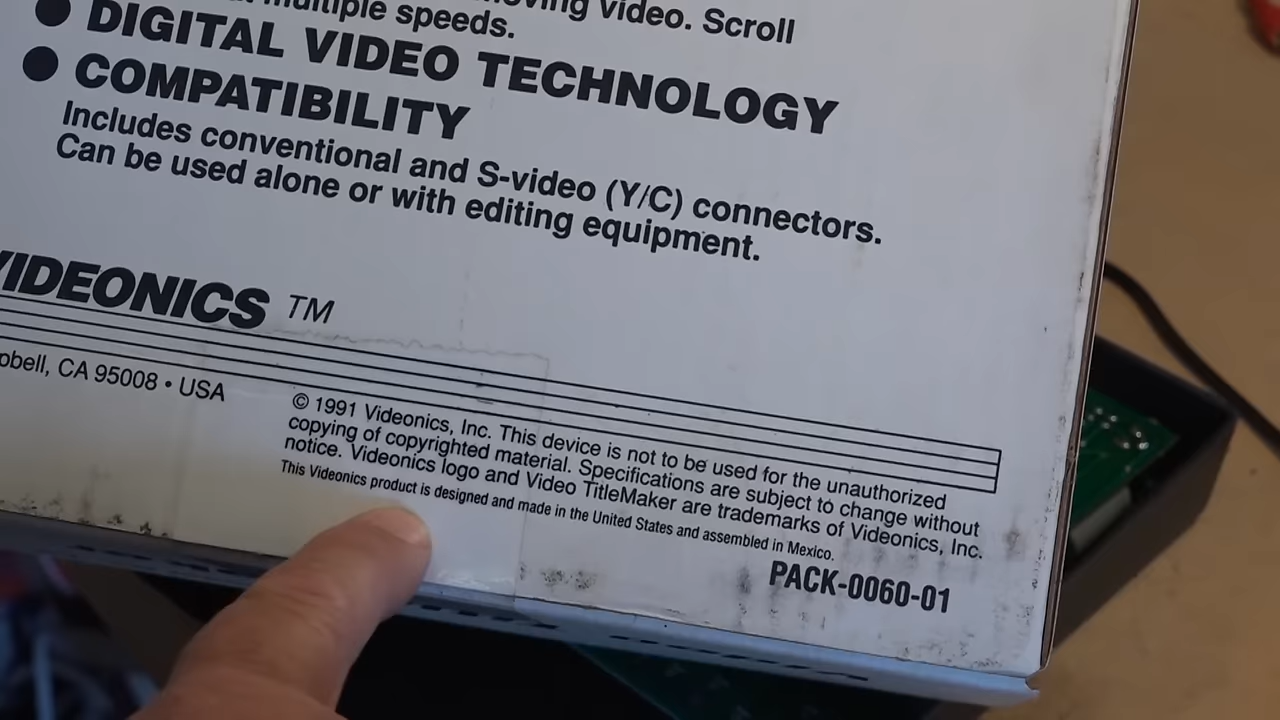 moving video. Scroll
multiple speeds.
● DIGITAL VIDEO TECHNOLOGY
● COMPATIBILITY
Includes conventional and S-video (Y/C) connectors.
Can be used alone or with editing equipment.
VIDEONICS TM
CA 95008 • USA
© 1991 Videonics, Inc. This device is not to be used for the unauthorized
copying of copyrighted material. Specifications are subject to change without
notice. Videonics logo and Video TitleMaker are trademarks of Videonics, Inc.
This Videonics product is designed and made in the United States and assembled in Mexico.
PACK-0060-01